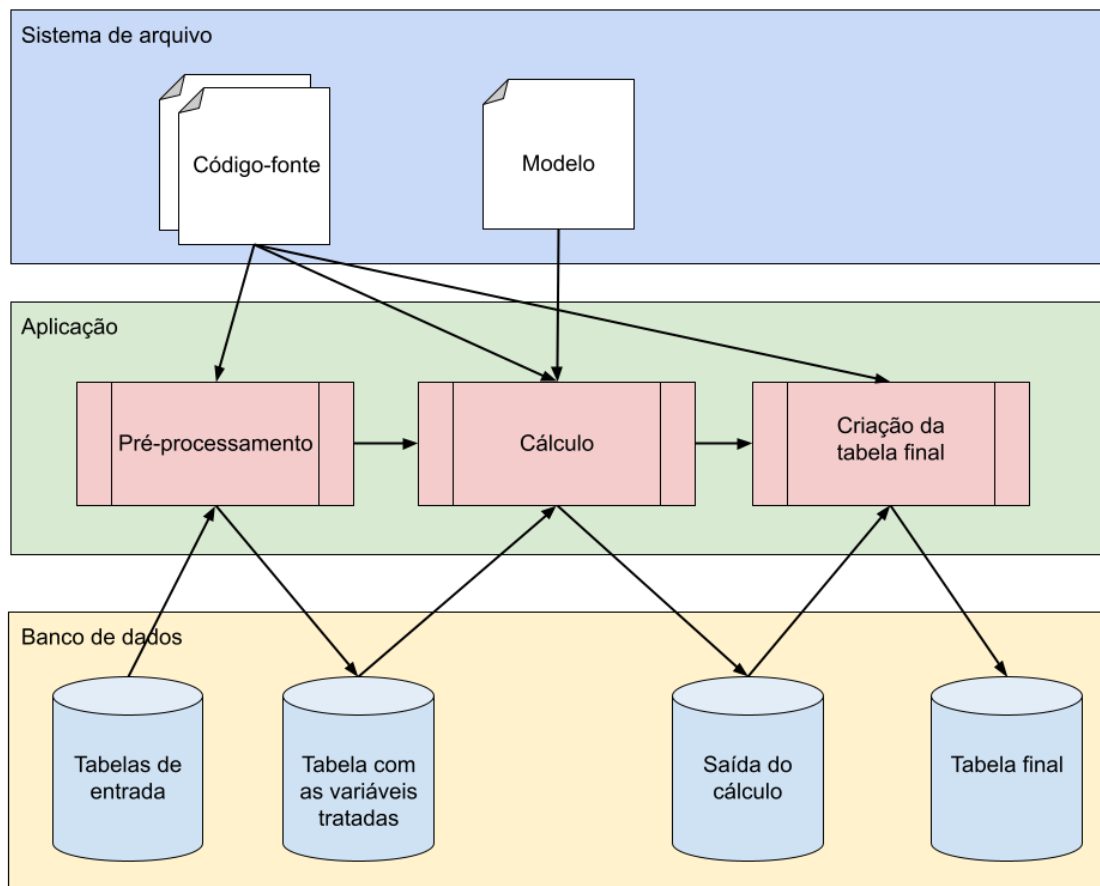 Sistema de arquivo
Código-fonte
Modelo
Aplicação
Pré-processamento
Cálculo
Criação da
tabela final
Banco de dados
Tabelas de
entrada
Tabela com
as variáveis
tratadas
Saída do
cálculo
Tabela final